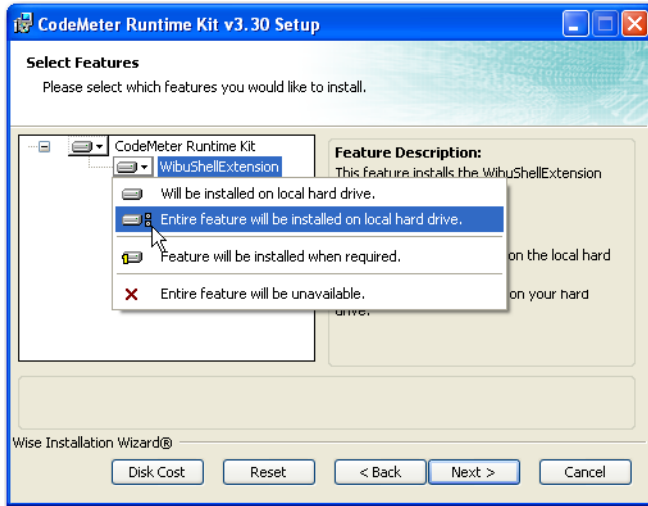 CodeMeter Runtime Kit v3.30 Setup
Select Features
Please select which features you would like to install.
CodeMeter Runtime Kit
WibuShellExtension
Feature Description:
This feature installs the WibuShellExtension
Will be installed on local hard drive.
Entire feature will be installed on local hard drive.
Feature will be installed when required.
on the local hard
Entire feature will be unavailable.
on your hard
drive.
Wise Installation Wizard®
Disk Cost
Reset
< Back
Next >
Cancel